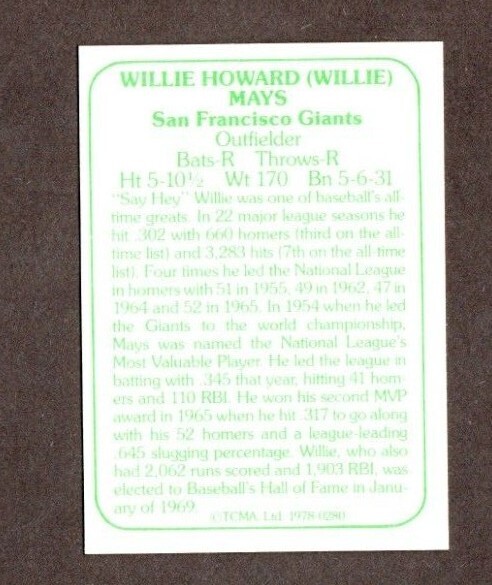 WILLIE HOWARD (WILLIE)
MAYS
San Francisco Giants
Outfielder
Bats-R Throws-R
Ht 5-10½ Wt 170 Bn 5-6-31
"Say Hey" Willie was one of baseball's all-
time greats. In 22 major league seasons he
hit .302 with 660 homers (third on the all-
time list) and 3,283 hits (7th on the all-time
list). Four times he led the National League
in homers with 51 in 1955, 49 in 1962, 47 in
1964 and 52 in 1965. In 1954 when he led
the Giants to the world championship,
Mays was named the National League's
Most Valuable Player. He led the league in
batting with .345 that year, hitting 41 hom-
ers and 110 RBI. He won his second MVP
award in 1965 when he hit .317 to go along
with his 52 homers and a league-leading
.645 slugging percentage. Willie, who also
had 2,062 runs scored and 1,903 RBI, was
elected to Baseball's Hall of Fame in Janu-
ary of 1969.
©TCMA, Ltd. 1978-0280